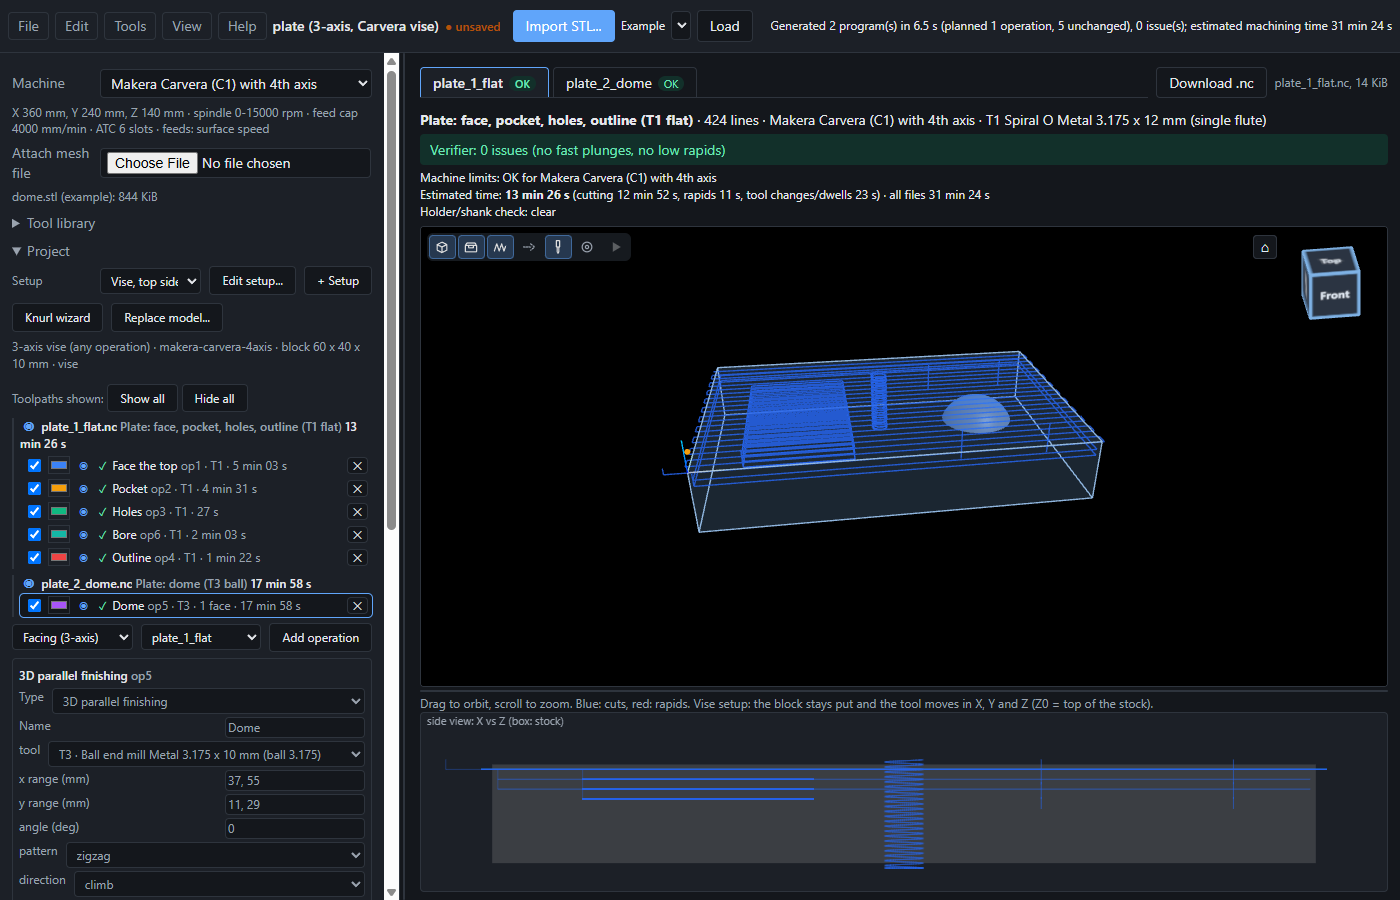 File Edit Tools View Help plate (3-axis, Carvera vise) ● unsaved Import STL... Example Load Generated 2 program(s) in 6.5 s (planned 1 operation, 5 unchanged), 0 issue(s); estimated machining time 31 min 24 s
Machine Makera Carvera (C1) with 4th axis
X 360 mm, Y 240 mm, Z 140 mm · spindle 0-15000 rpm · feed cap
4000 mm/min · ATC 6 slots · feeds: surface speed
Attach mesh
file Choose File No file chosen
dome.stl (example): 844 KiB
Tool library
Project
Setup Vise, top side Edit setup... + Setup
Knurl wizard Replace model...
3-axis vise (any operation) · makera-carvera-4axis · block 60 x 40 x
10 mm · vise
Toolpaths shown: Show all Hide all
plate_1_flat.nc Plate: face, pocket, holes, outline (T1 flat) 13
min 26 s
✓ Face the top op1 · T1 · 5 min 03 s
✓ Pocket op2 · T1 · 4 min 31 s
✓ Holes op3 · T1 · 27 s
✓ Bore op6 · T1 · 2 min 03 s
✓ Outline op4 · T1 · 1 min 22 s
plate_2_dome.nc Plate: dome (T3 ball) 17 min 58 s
✓ Dome op5 · T3 · 1 face · 17 min 58 s
Facing (3-axis) plate_1_flat Add operation
3D parallel finishing op5
Type 3D parallel finishing
Name Dome
tool T3 · Ball end mill Metal 3.175 x 10 mm (ball 3.175)
x range (mm) 37, 55
y range (mm) 11, 29
angle (deg) 0
pattern zigzag
direction climb
plate_1_flat OK plate_2_dome OK Download .nc plate_1_flat.nc, 14 KiB
Plate: face, pocket, holes, outline (T1 flat) · 424 lines · Makera Carvera (C1) with 4th axis · T1 Spiral O Metal 3.175 x 12 mm (single flute)
Verifier: 0 issues (no fast plunges, no low rapids)
Machine limits: OK for Makera Carvera (C1) with 4th axis
Estimated time: 13 min 26 s (cutting 12 min 52 s, rapids 11 s, tool changes/dwells 23 s) · all files 31 min 24 s
Holder/shank check: clear
Top
Front
Drag to orbit, scroll to zoom. Blue: cuts, red: rapids. Vise setup: the block stays put and the tool moves in X, Y and Z (Z0 = top of the stock).
side view: X vs Z (box: stock)